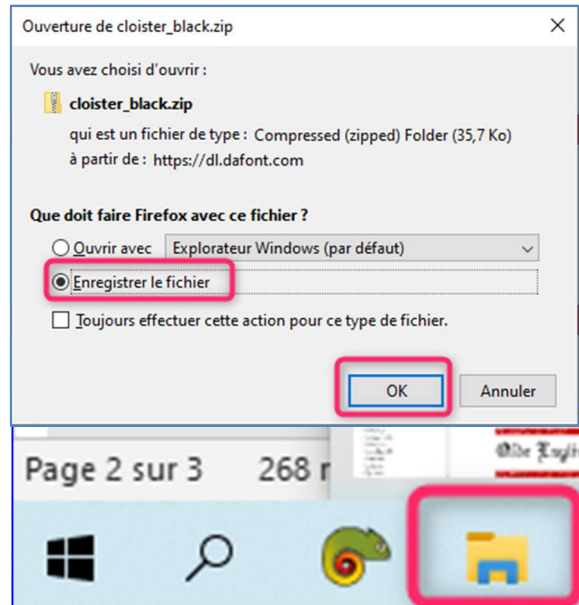 Ouverture de cloister_black.zip
Vous avez choisi d'ouvrir :
cloister_black.zip
qui est un fichier de type : Compressed (zipped) Folder (35,7 Ko)
à partir de : https://dl.dafont.com
Que doit faire Firefox avec ce fichier ?
Ouvrir avec Explorateur Windows (par défaut)
Enregistrer le fichier
Toujours effectuer cette action pour ce type de fichier.
OK Annuler
Olde
Page 2 sur 3 268